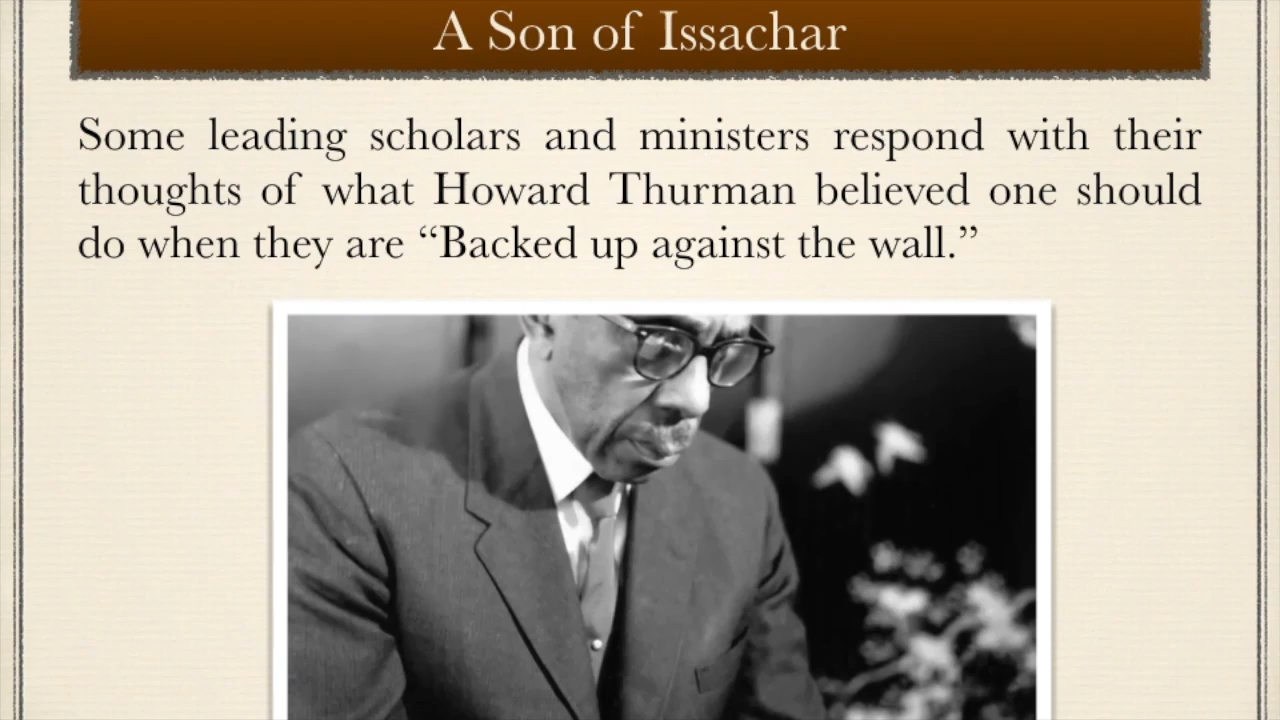 A Son of Issachar
Some leading scholars and ministers respond with their
thoughts of what Howard Thurman believed one should
do when they are “Backed up against the wall.”